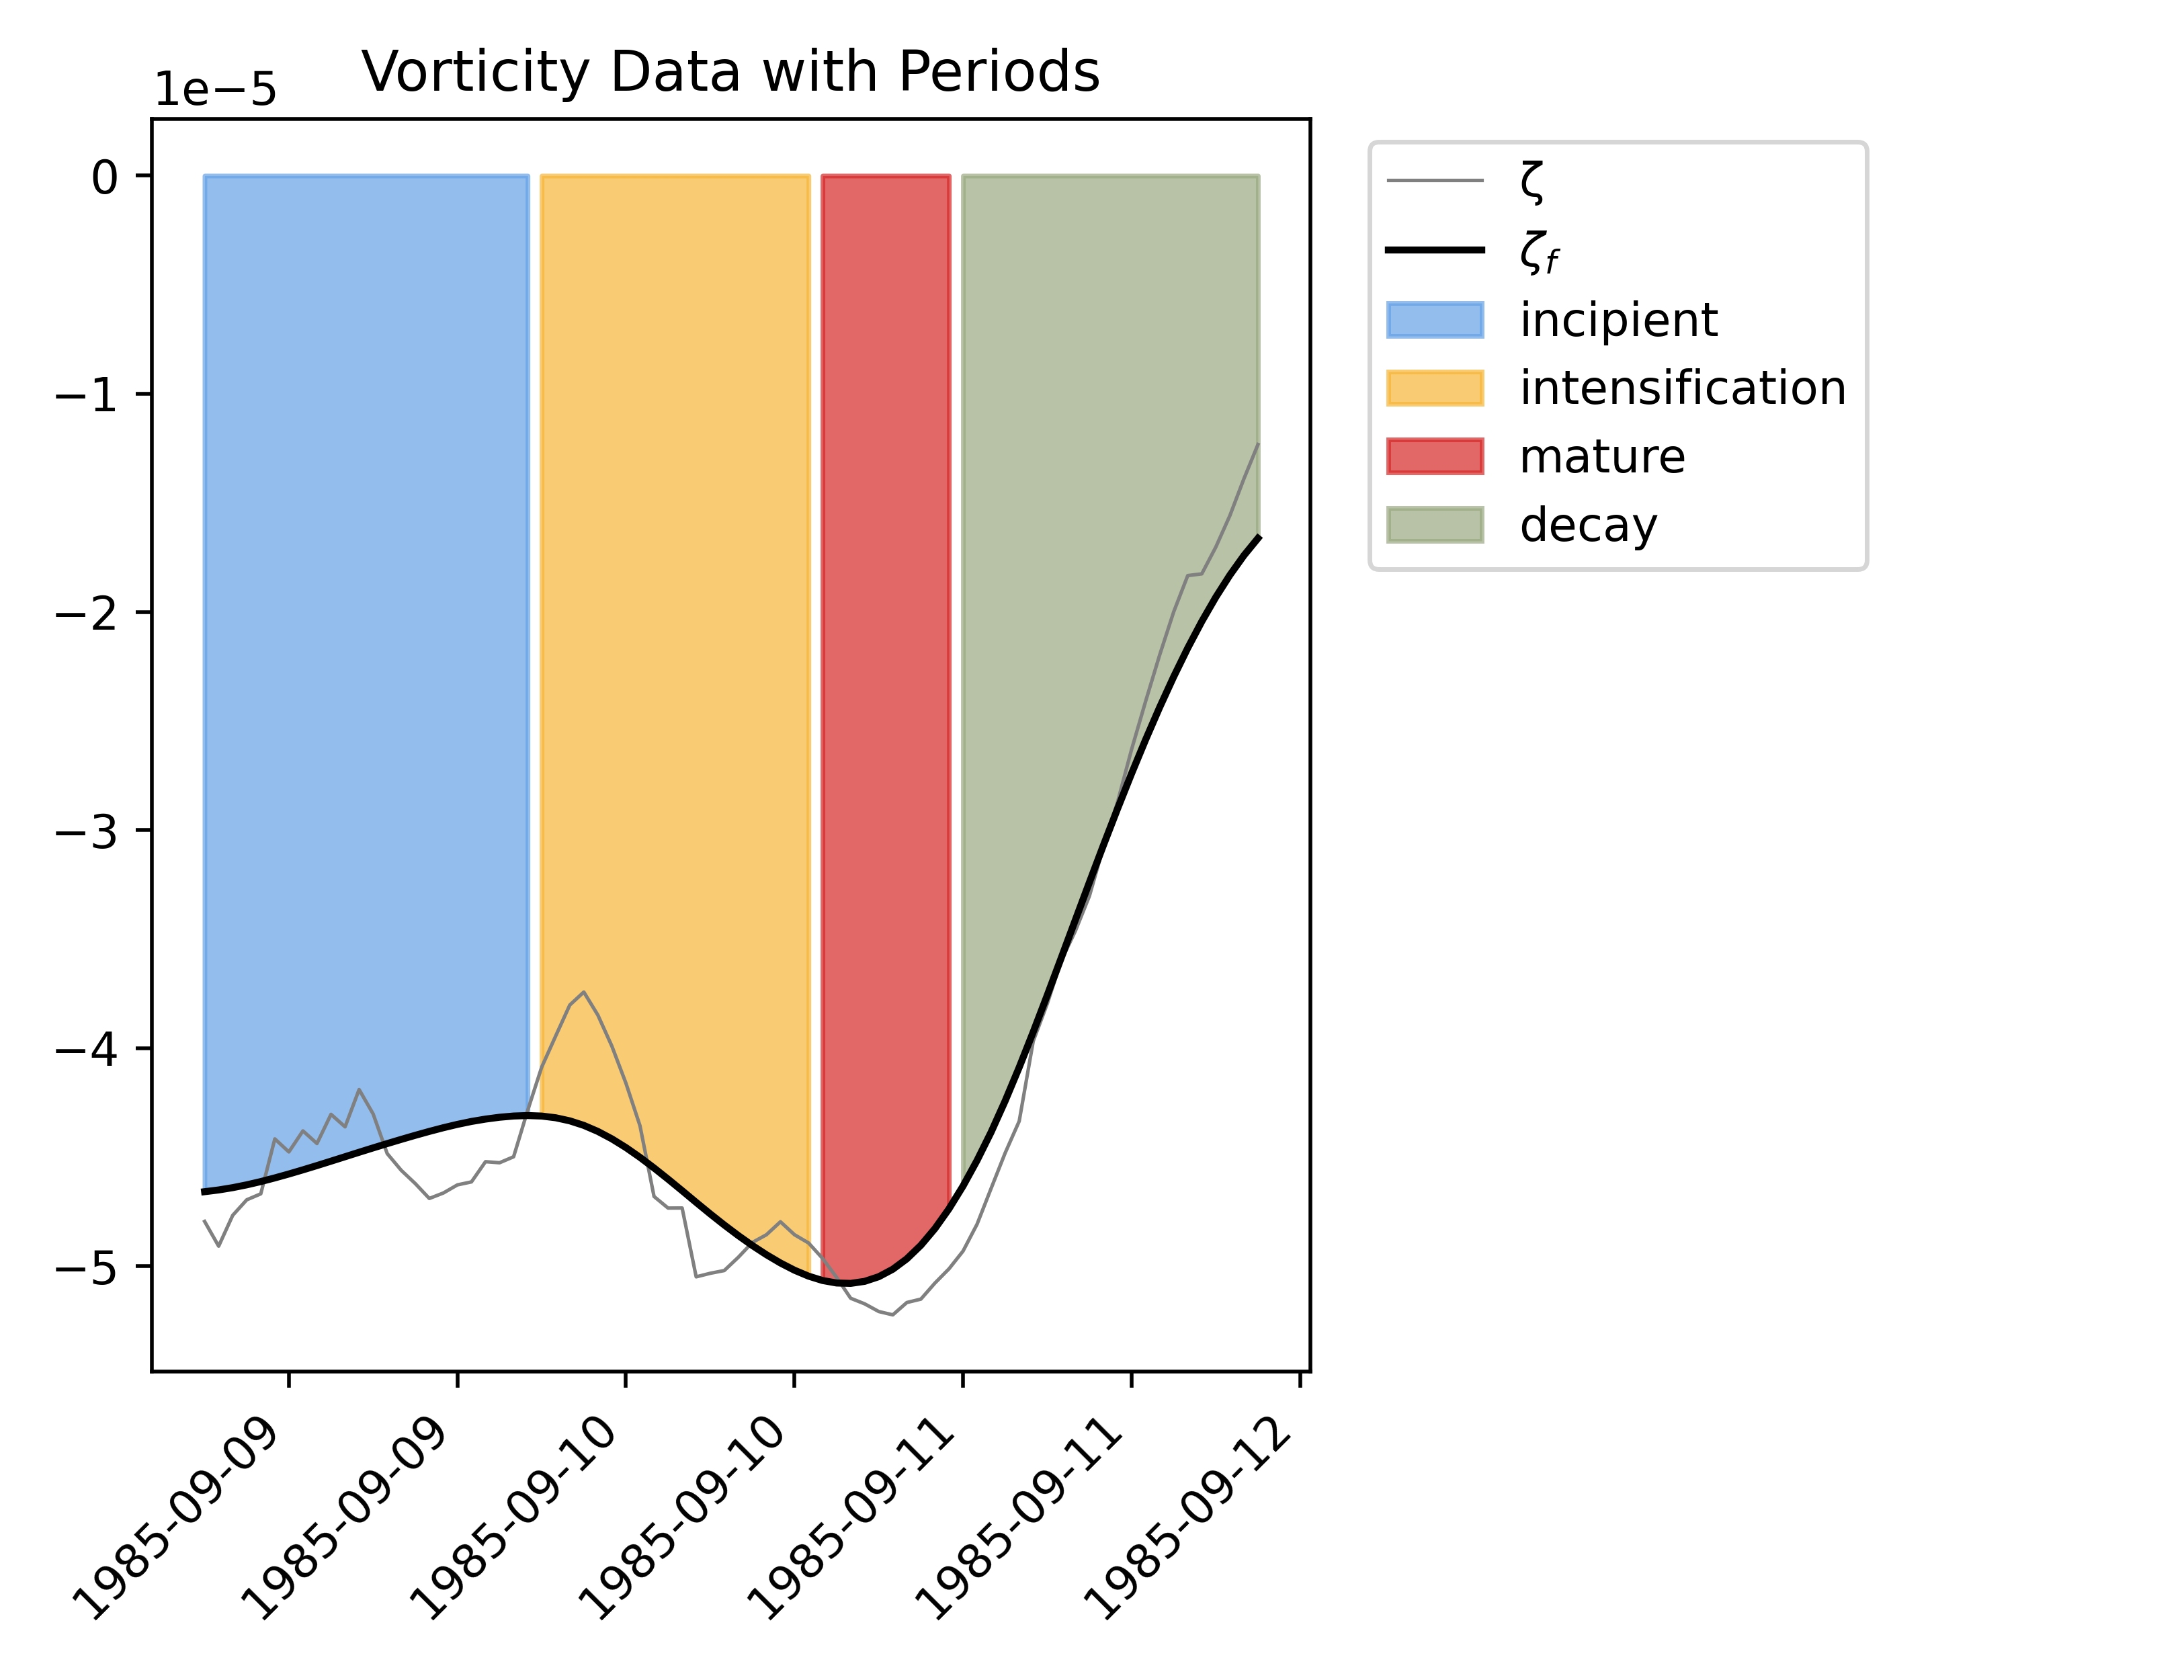 Vorticity Data with Periods
1e−5
0
−1
−2
−3
−4
−5
1985-09-09
1985-09-09
1985-09-10
1985-09-10
1985-09-11
1985-09-11
1985-09-12
ζ
ζf
incipient
intensification
mature
decay